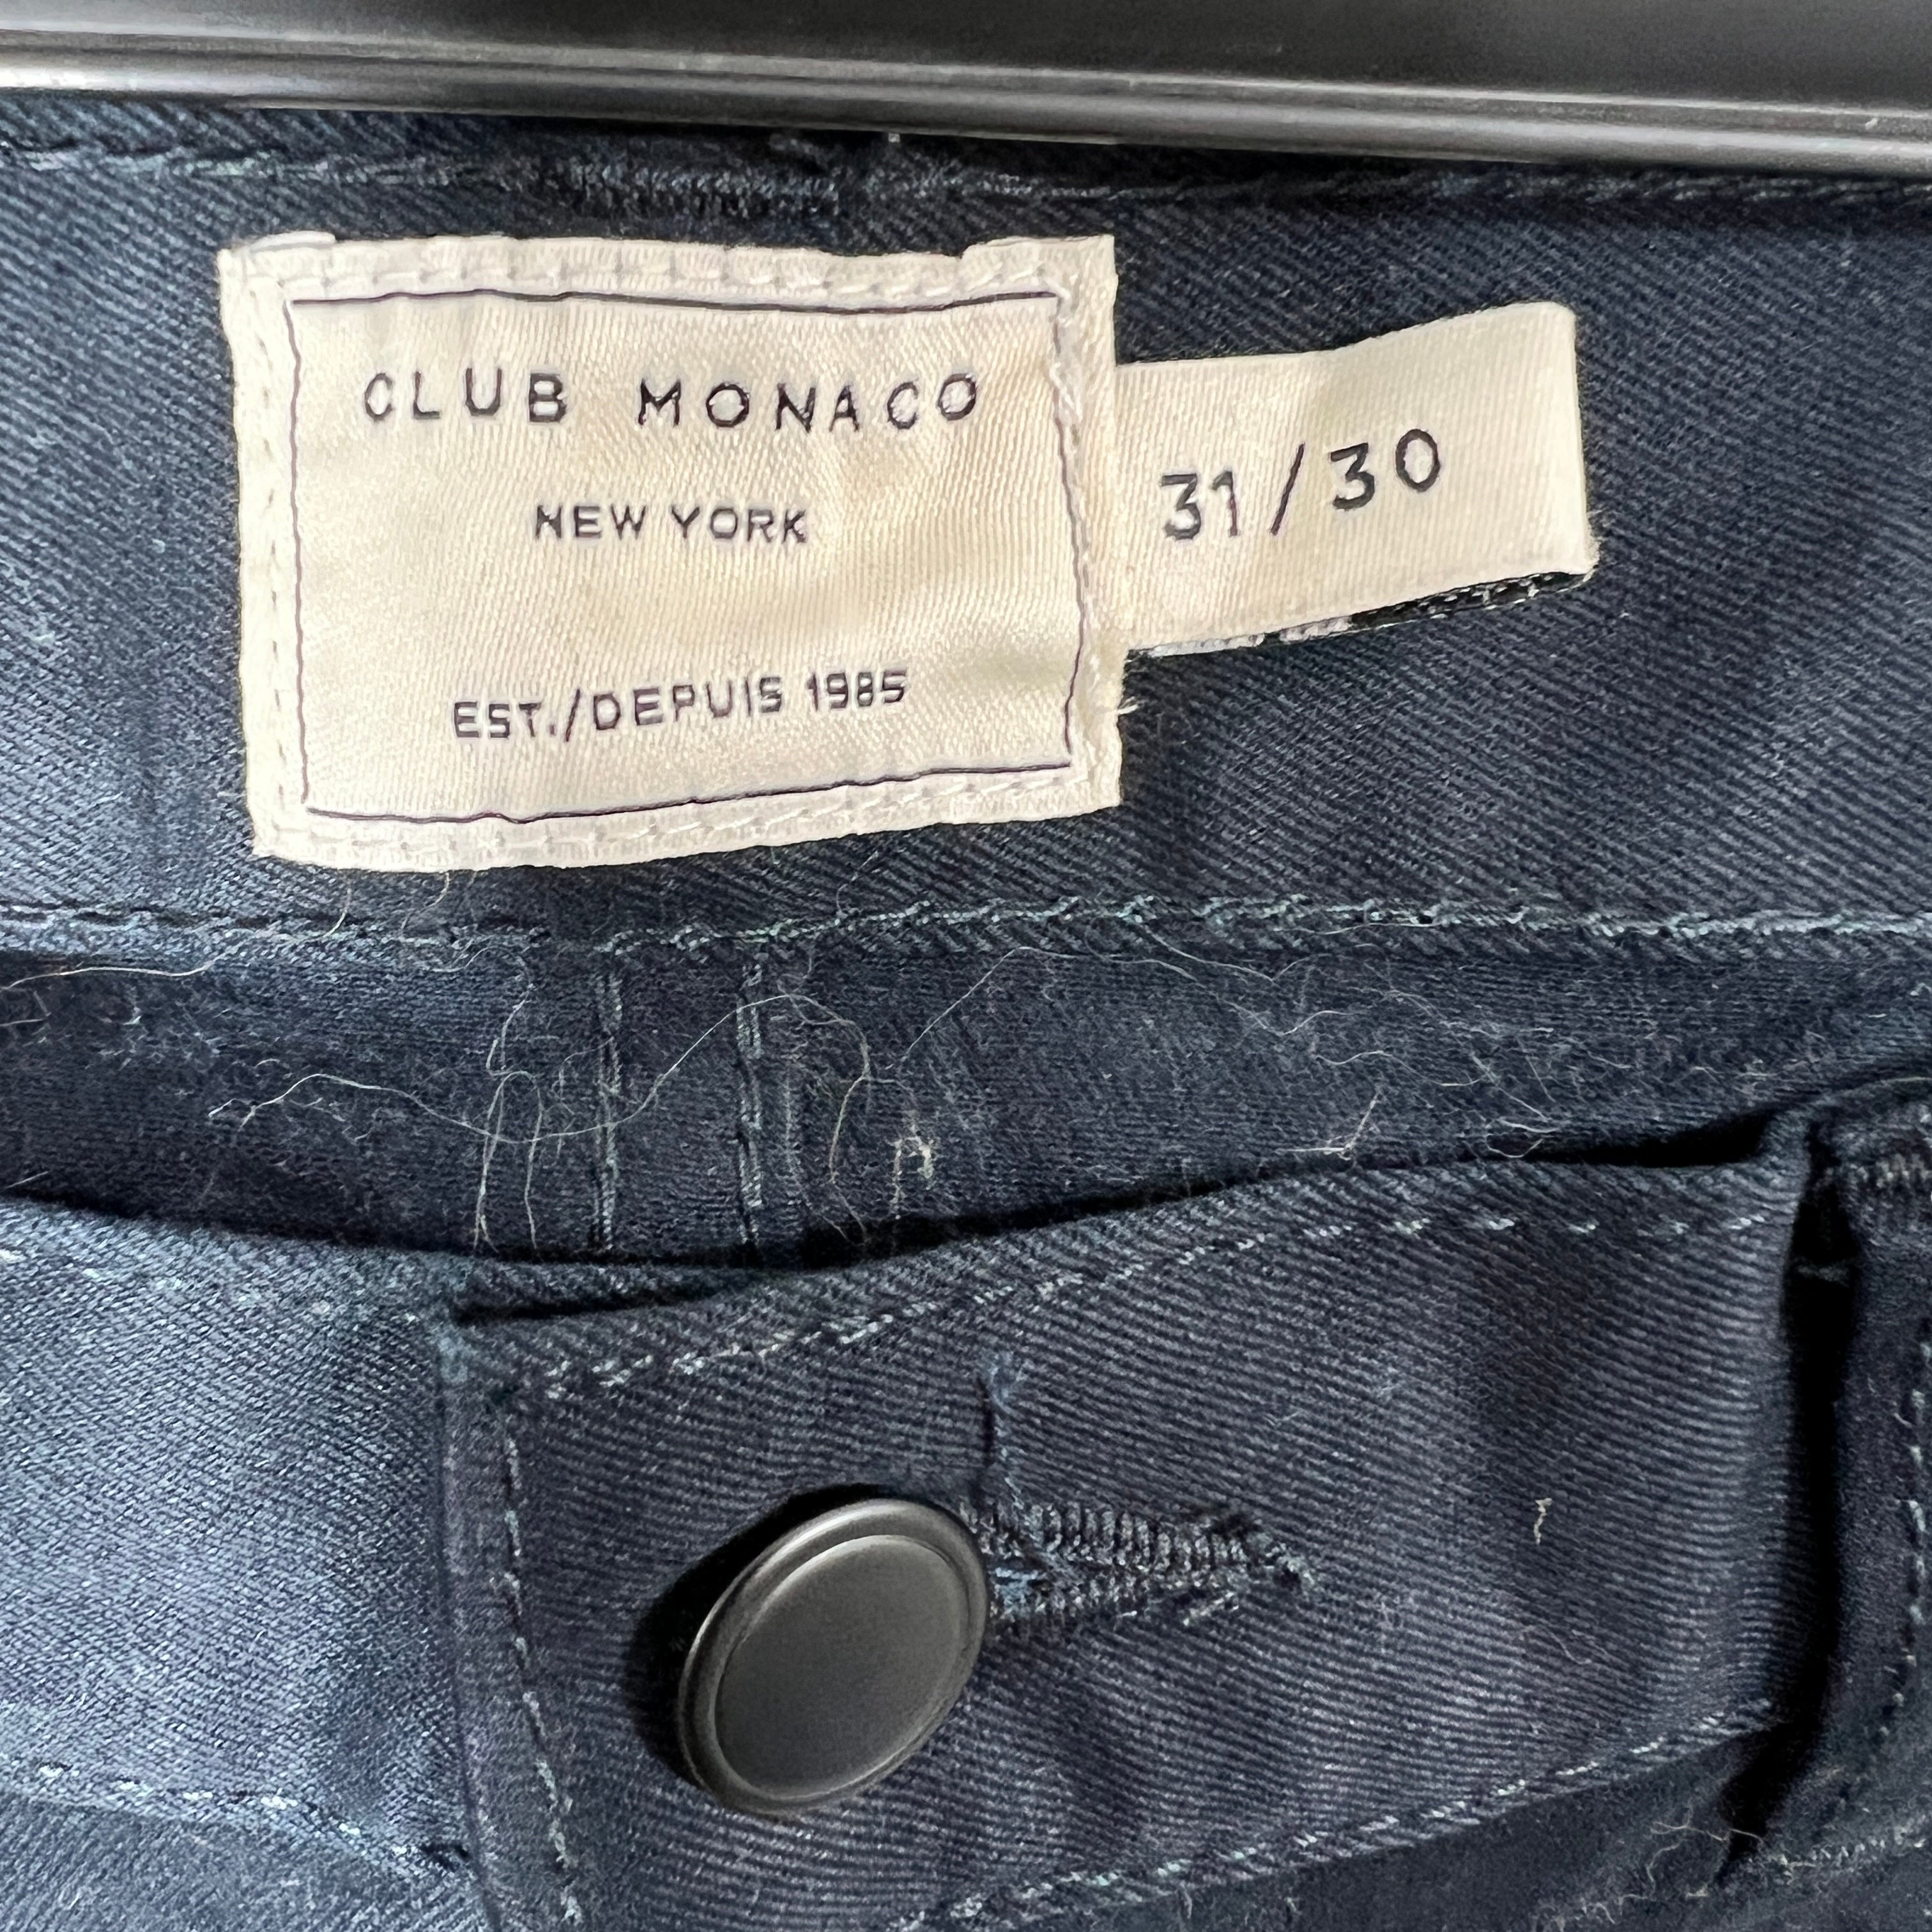 CLUB MONACO
NEW YORK
EST./DEPUIS 1985
31/30